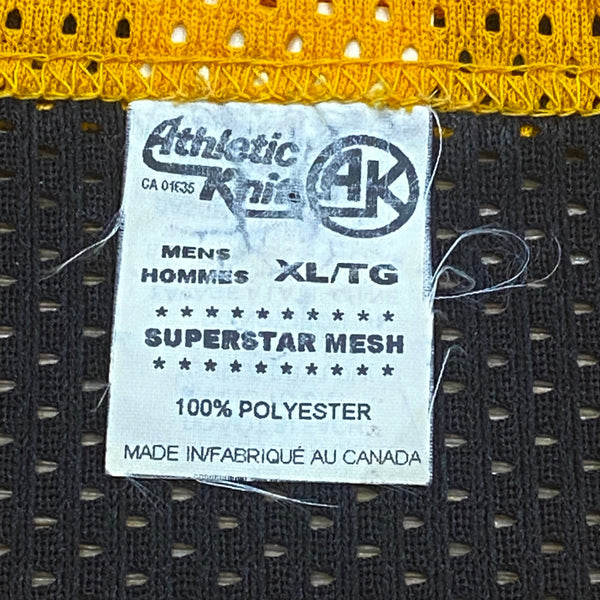 Athletic
Knit
AK
CA 01635
MENS
HOMMES
XL/TG
* * * * * * * * * *
SUPERSTAR MESH
* * * * * * * * * *
100% POLYESTER
MADE IN/FABRIQUÉ AU CANADA